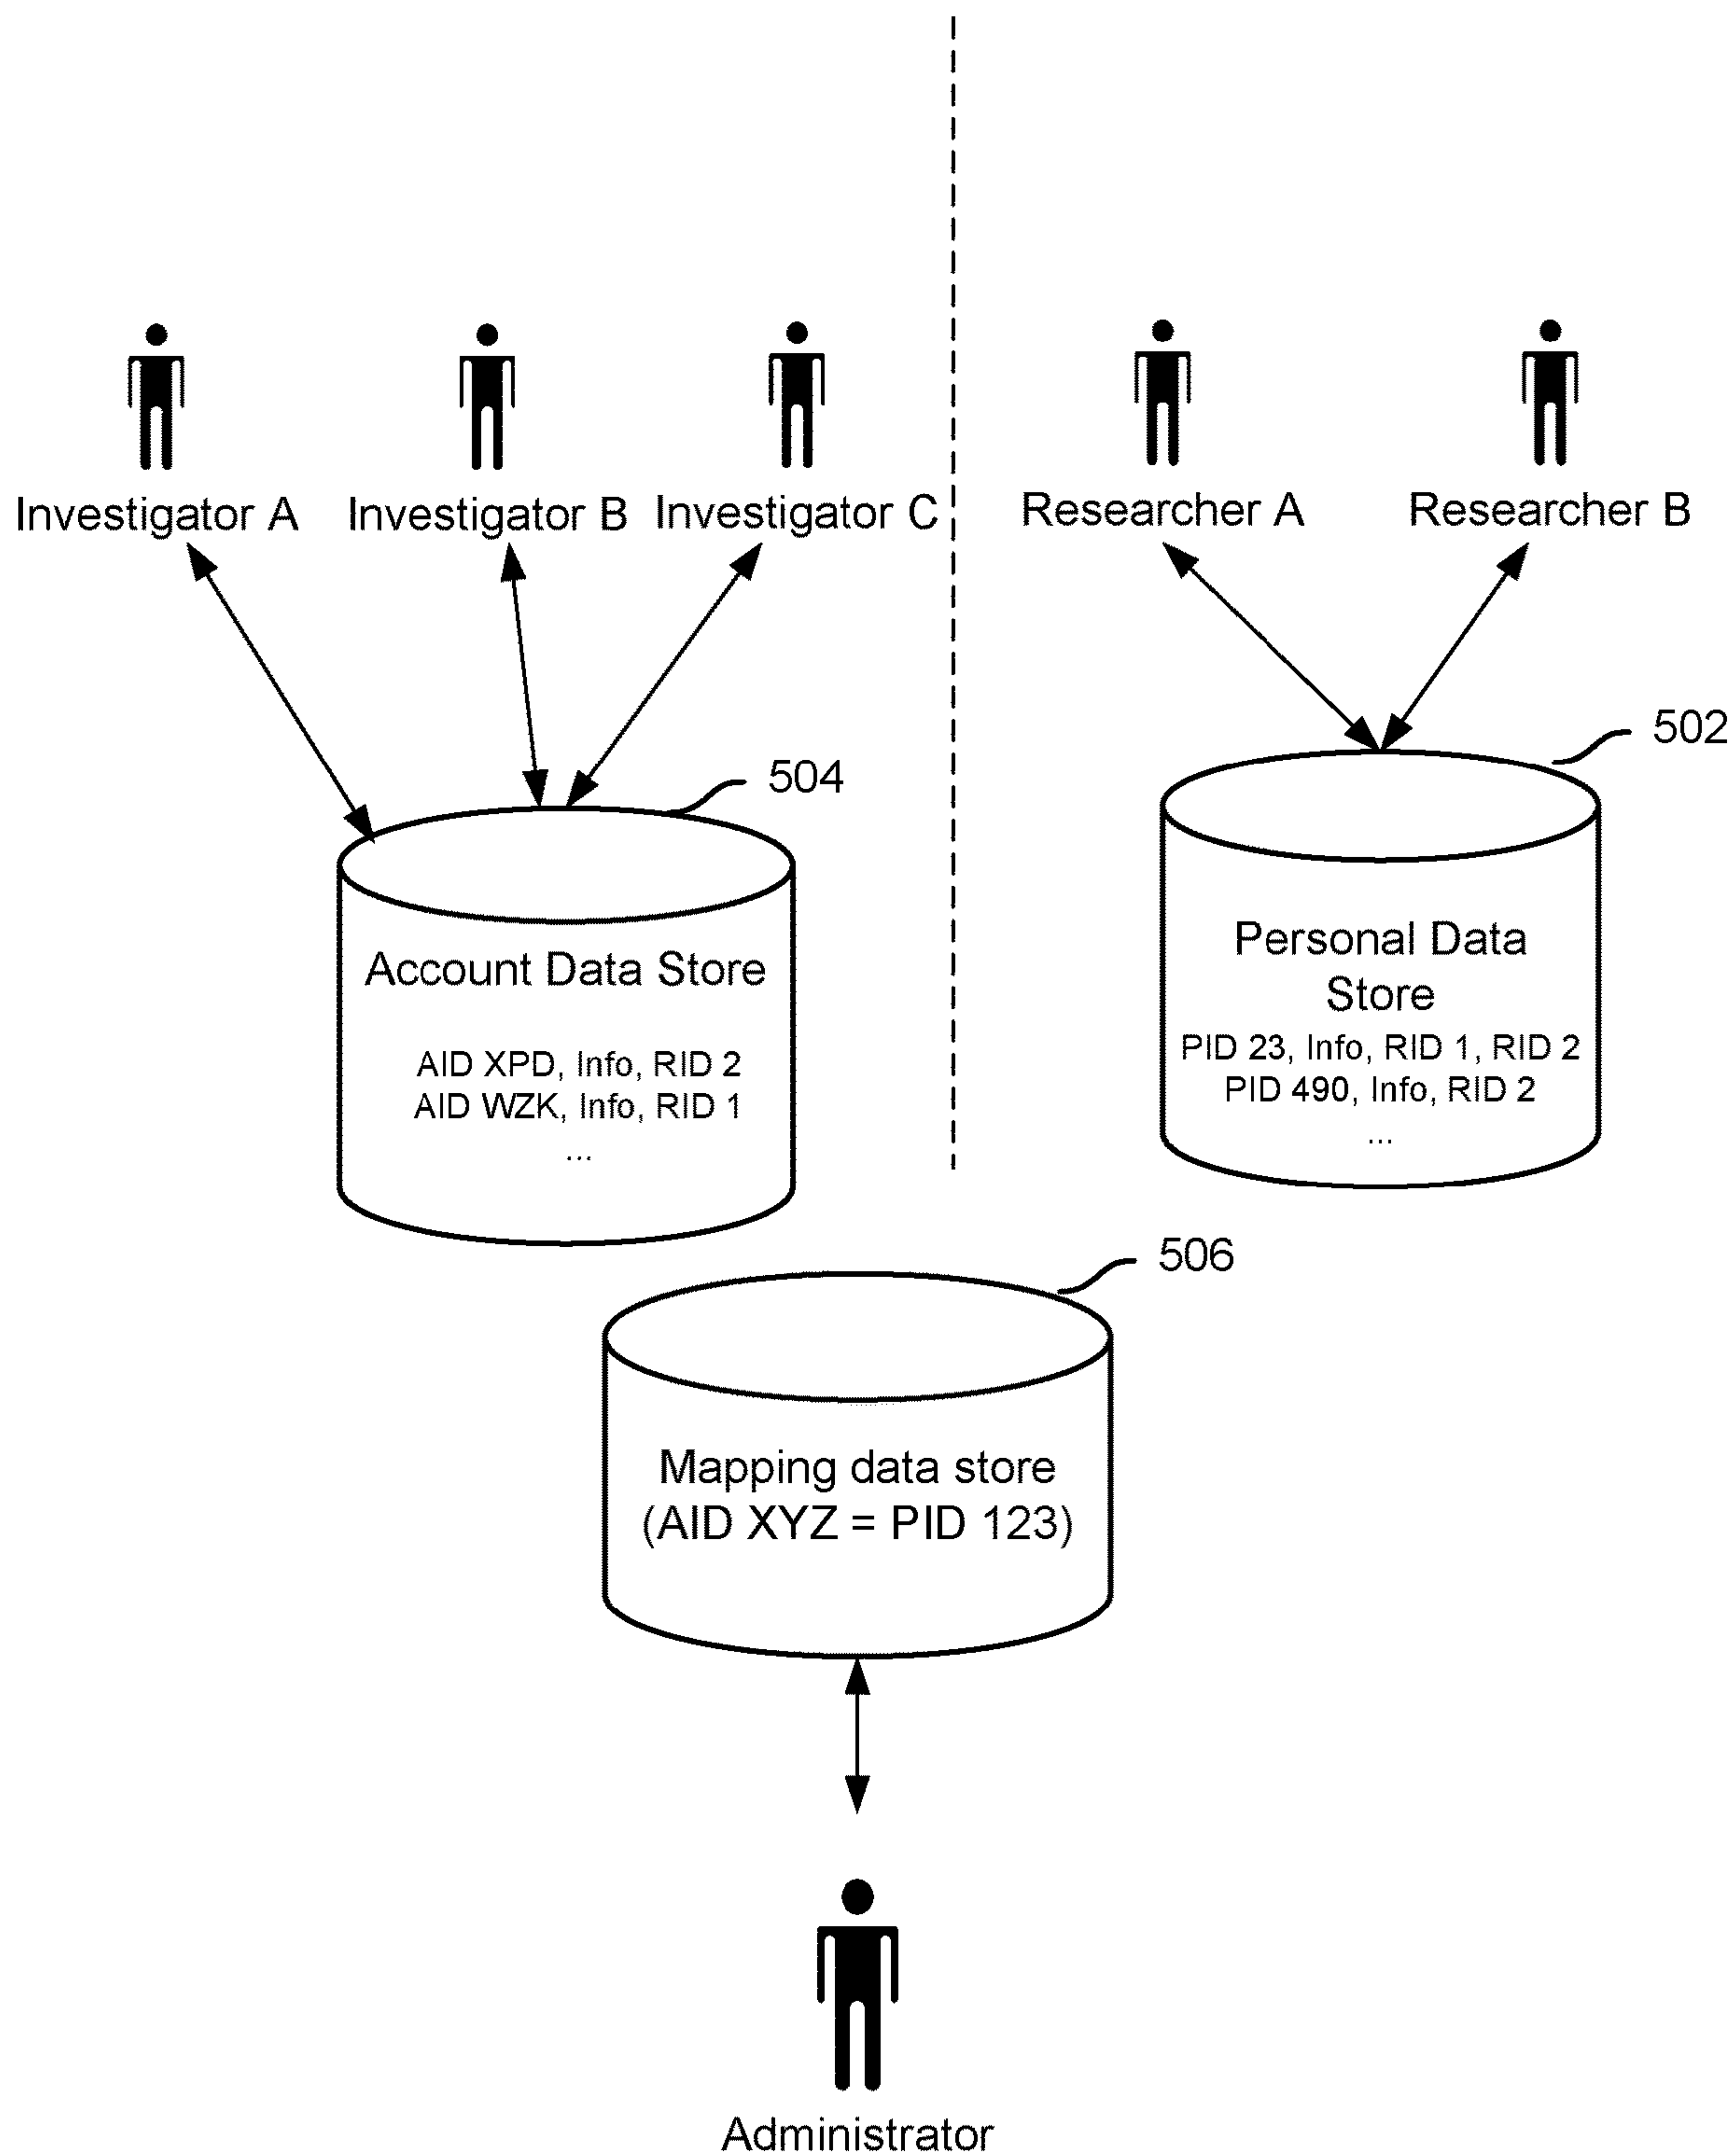 Investigator A
Investigator B
Investigator C
Researcher A
Researcher B
502
504
Account Data Store
AID XPD, Info, RID 2
AID WZK, Info, RID 1
...
Personal Data
Store
PID 23, Info, RID 1, RID 2
PID 490, Info, RID 2
...
506
Mapping data store
(AID XYZ = PID 123)
Administrator